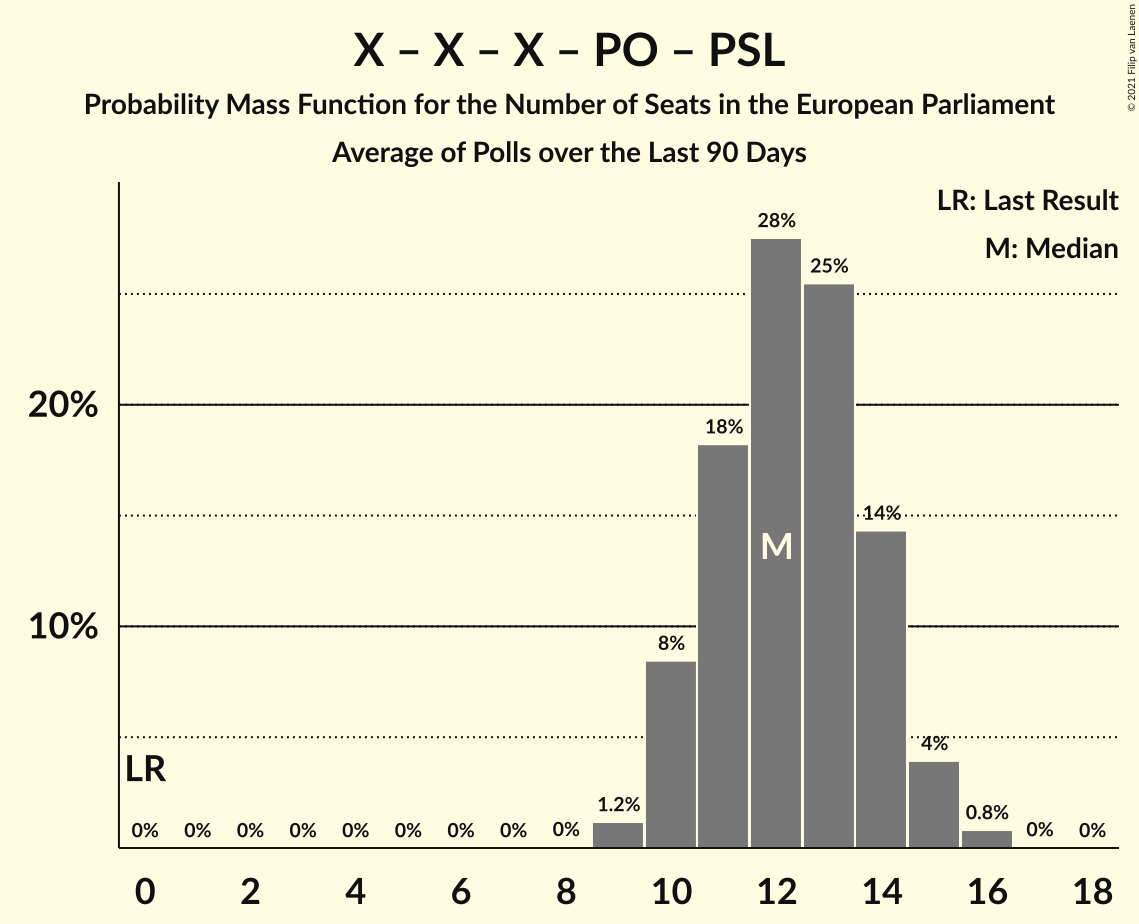 X – X – X – PO – PSL
Probability Mass Function for the Number of Seats in the European Parliament
Average of Polls over the Last 90 Days
© 2021 Filip van Laenen
LR: Last Result
M: Median
28%
25%
20%
18%
14%
M
10%
8%
4%
LR
1.2%
0.8%
0% 0% 0% 0% 0% 0% 0% 0% 0% 0% 0%
0 2 4 6 8 10 12 14 16 18